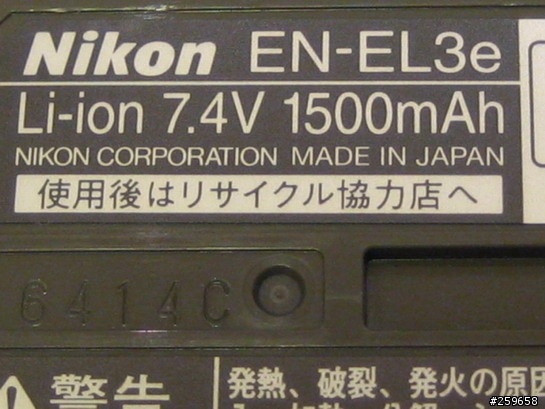 Nikon EN-EL3e
Li-ion 7.4V 1500mAh
NIKON CORPORATION MADE IN JAPAN
使用後はリサイクル協力店へ
6414C
警告
発熱、破裂、発火の原因
#259658